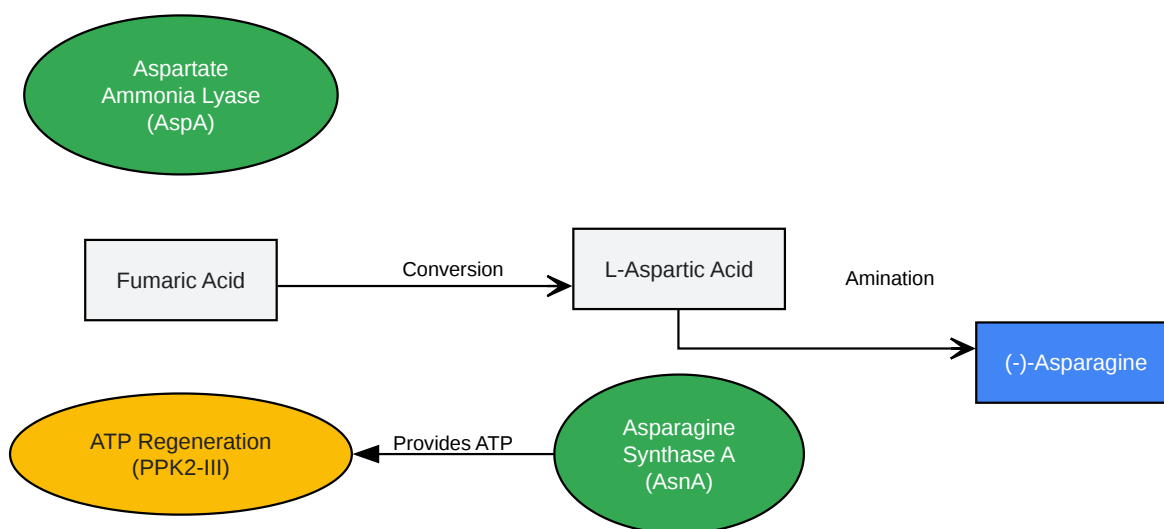 Aspartate
Ammonia Lyase
(AspA)
Fumaric Acid
Conversion
L-Aspartic Acid
Amination
(-)-Asparagine
ATP Regeneration
(PPK2-III)
Provides ATP
Asparagine
Synthase A
(AsnA)